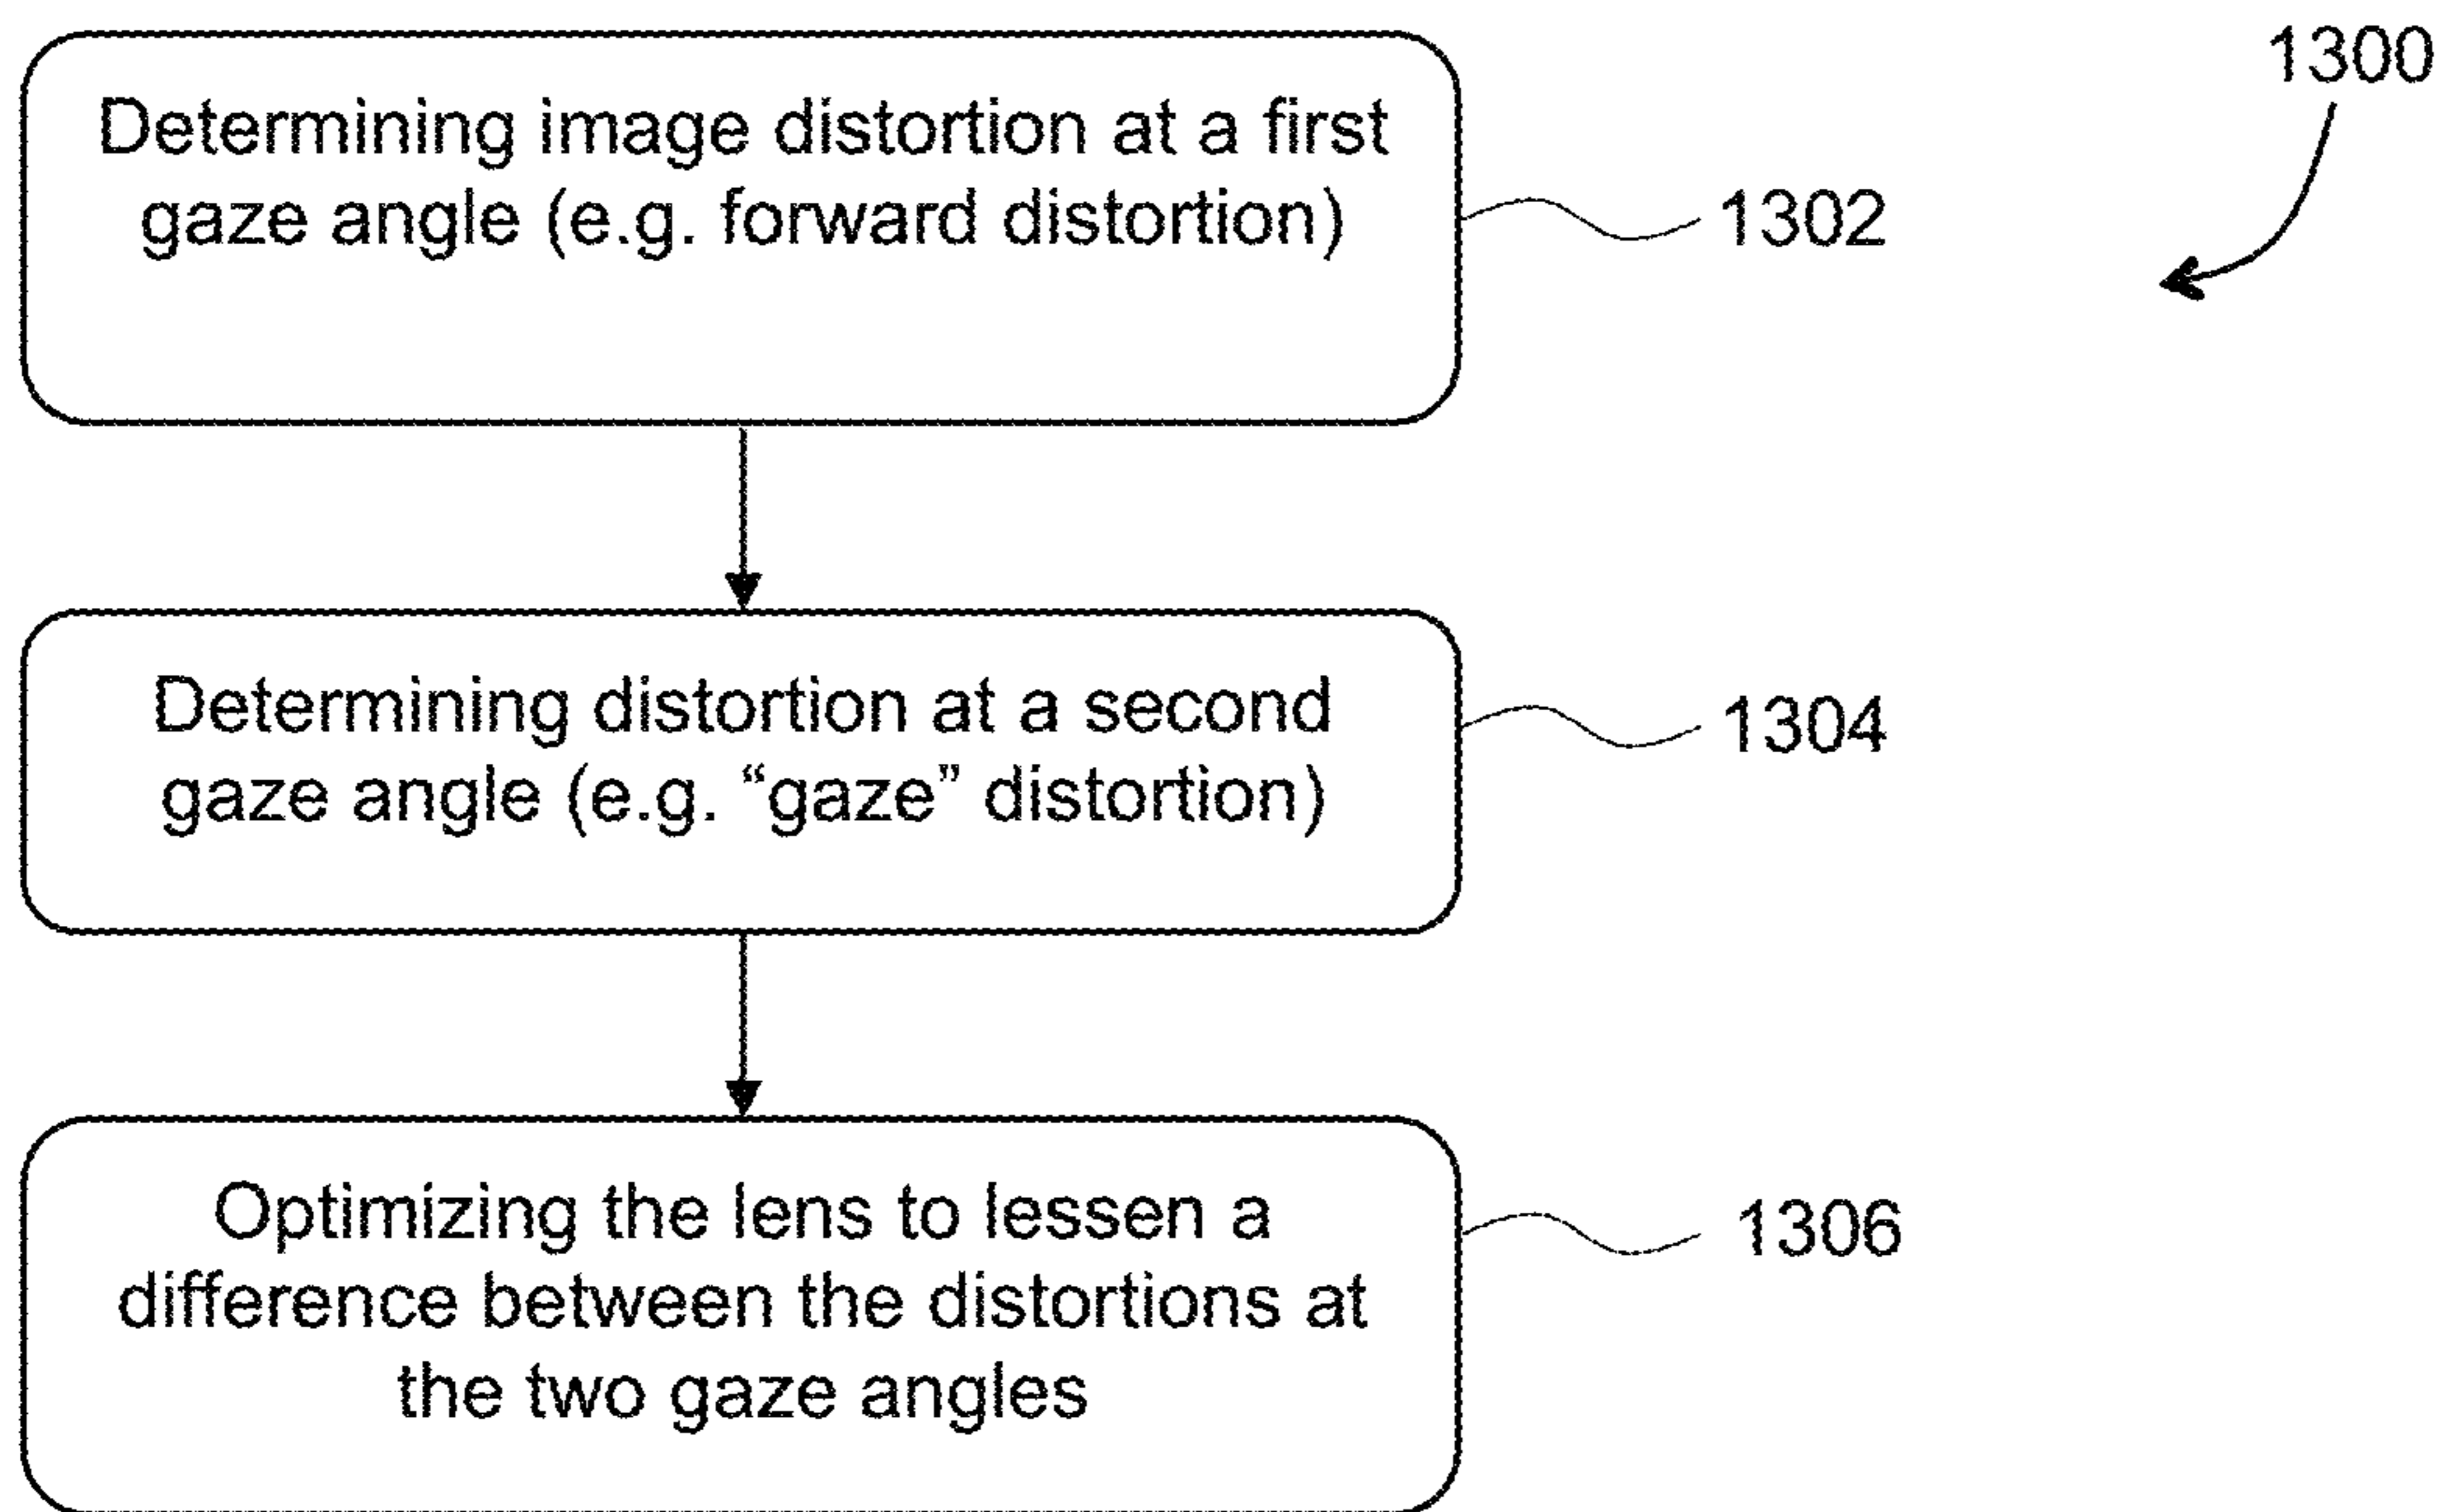 1300
Determining image distortion at a first
gaze angle (e.g. forward distortion)
1302
Determining distortion at a second
gaze angle (e.g. “gaze” distortion)
1304
Optimizing the lens to lessen a
difference between the distortions at
the two gaze angles
1306